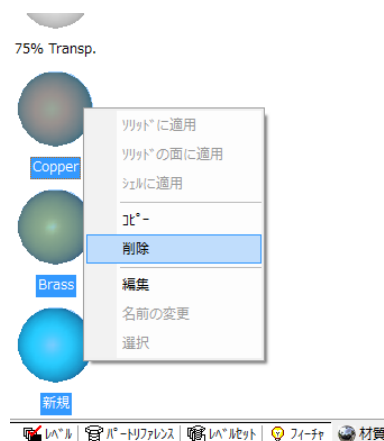 75% Transp.
Copper
ｿﾘｯﾄﾞに適用
ｿﾘｯﾄﾞの面に適用
ｼｪﾙに適用
ｺﾋﾟｰ
削除
編集
名前の変更
選択
Brass
新規
ﾚﾍﾞﾙ ﾊﾟｰﾄﾘﾌｧﾚﾝｽ ﾚﾍﾞﾙｾｯﾄ ﾌｨｰﾁｬ 材質